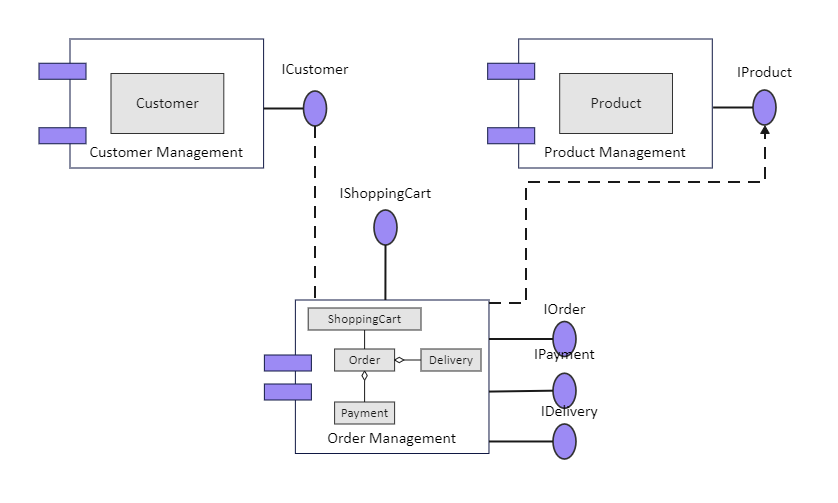 ICustomer
Customer
Customer Management
IProduct
Product
Product Management
IShoppingCart
ShoppingCart
Order
Delivery
Payment
Order Management
IOrder
IPayment
IDelivery